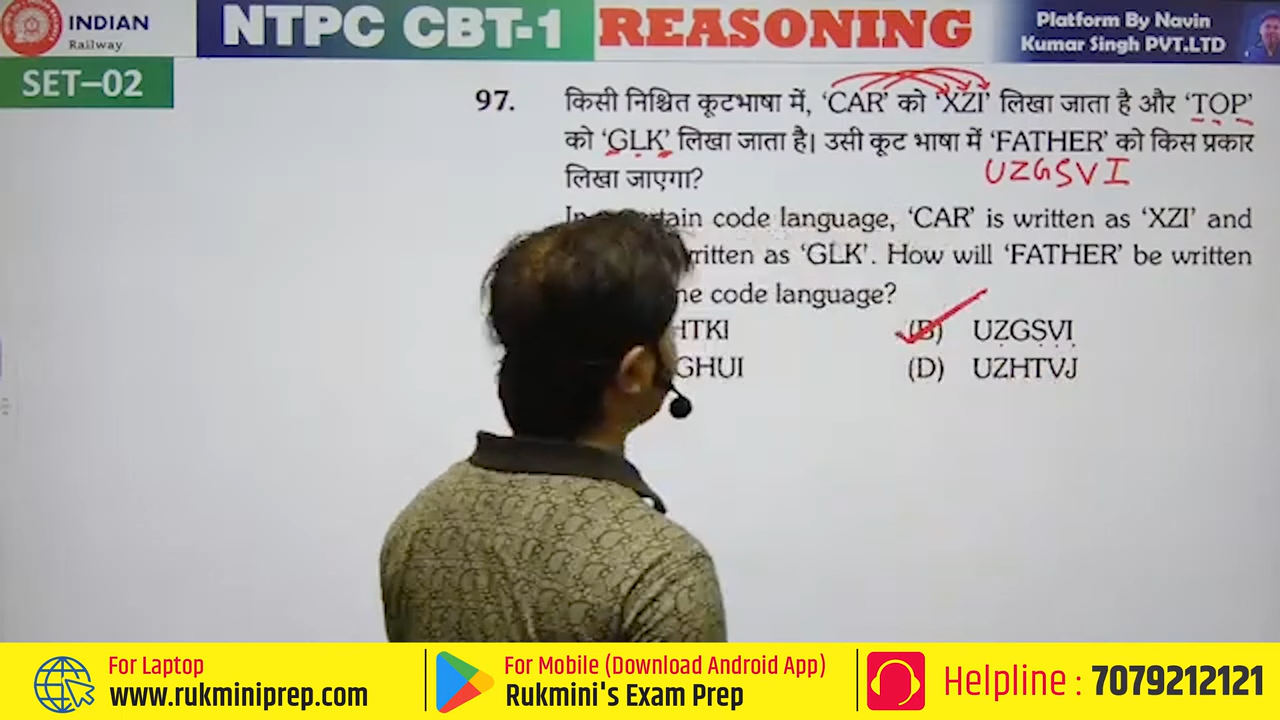 INDIAN
Railway
NTPC CBT-1
REASONING
Platform By Navin
Kumar Singh PVT.LTD
SET–02
97. किसी निश्चित कूटभाषा में, ‘CAR’ को ‘XZI’ लिखा जाता है और ‘TOP’
को ‘GLK’ लिखा जाता है। उसी कूट भाषा में ‘FATHER’ को किस प्रकार
लिखा जाएगा?
UZGSVI
code language, ‘CAR’ is written as ‘XZI’ and
as ‘GLK’. How will ‘FATHER’ be written
code language?
(B) UZGSVI
(D) UZHTVJ
For Laptop
www.rukminiprep.com
For Mobile (Download Android App)
Rukmini's Exam Prep
Helpline : 7079212121